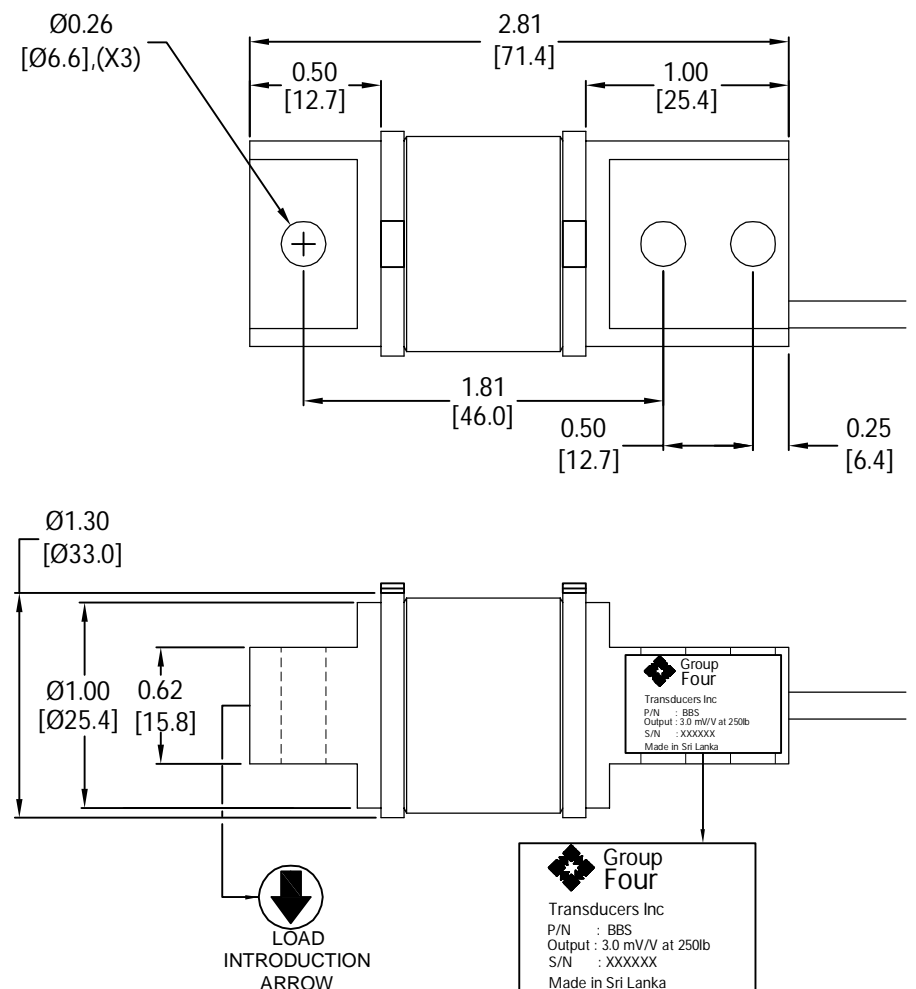 Ø0.26
[Ø6.6],(X3)
2.81
[71.4]
0.50
[12.7]
1.00
[25.4]
1.81
[46.0]
0.50
[12.7]
0.25
[6.4]
Ø1.30
[Ø33.0]
Ø1.00
[Ø25.4]
0.62
[15.8]
Group
Four
Transducers Inc
P/N : BBS
Output : 3.0 mV/V at 250lb
S/N : XXXXXX
Made in Sri Lanka
LOAD
INTRODUCTION
ARROW
Group
Four
Transducers Inc
P/N : BBS
Output : 3.0 mV/V at 250lb
S/N : XXXXXX
Made in Sri Lanka